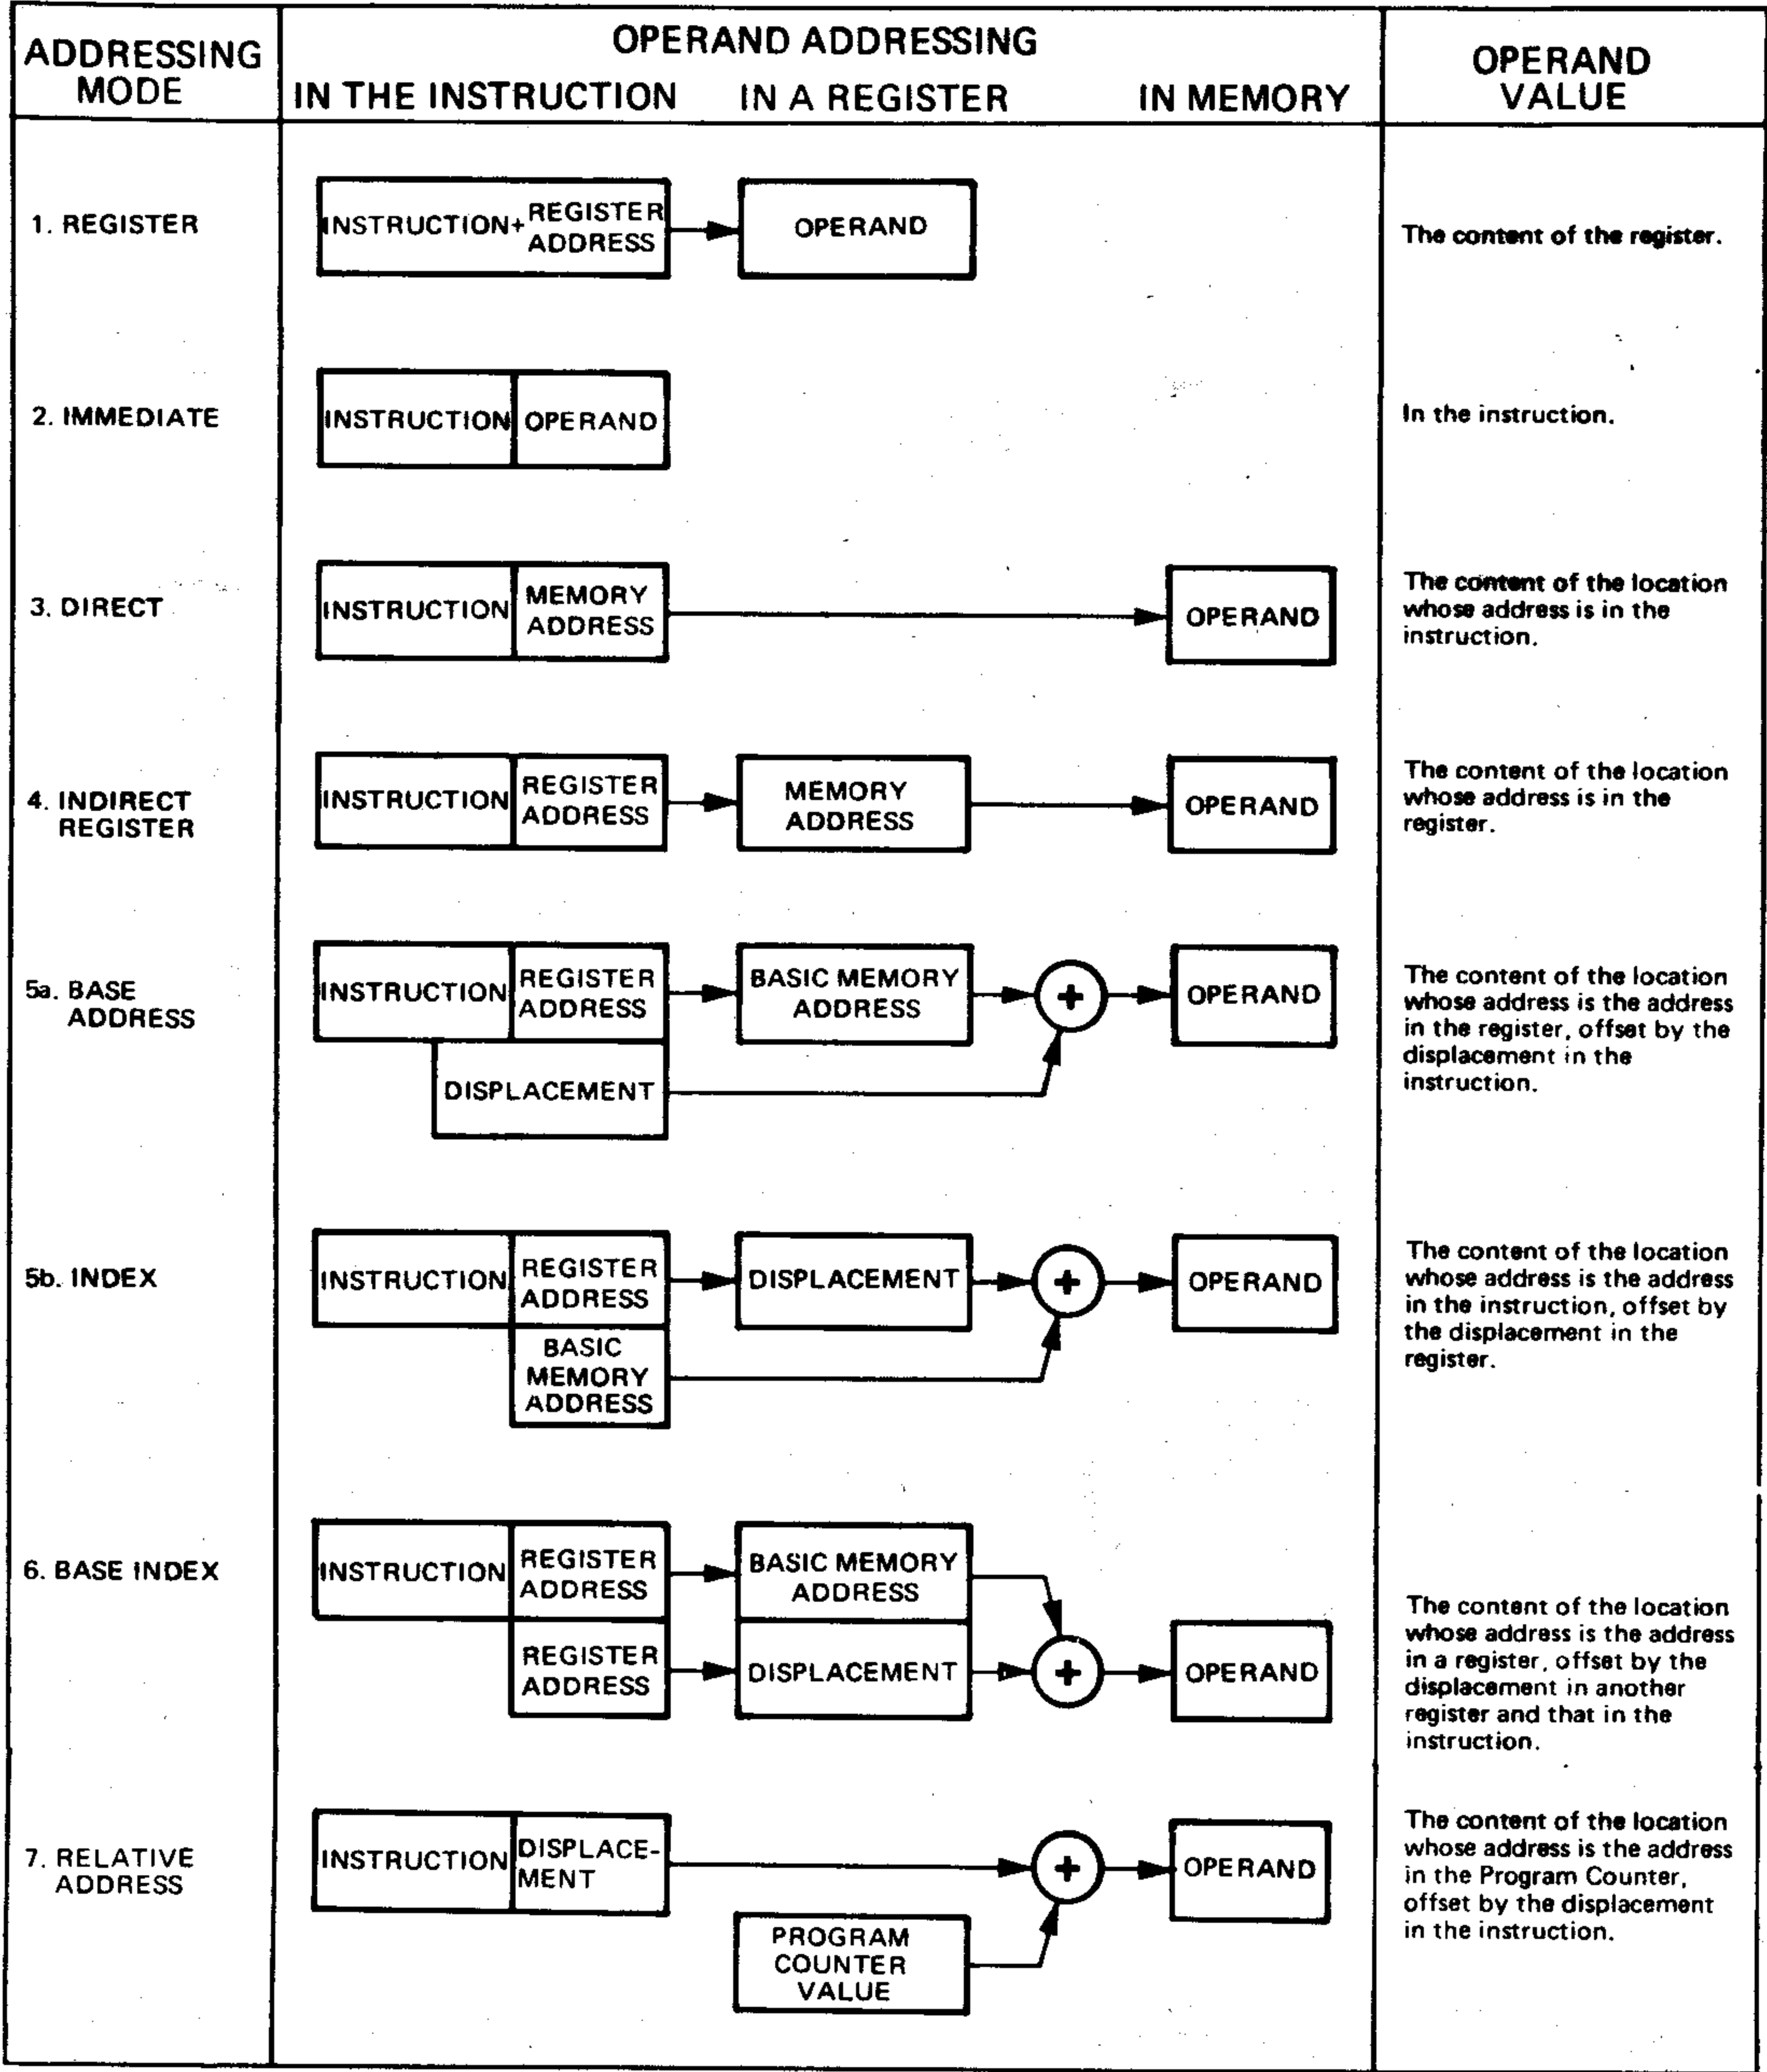 ADDRESSING
MODE
OPERAND ADDRESSING
IN THE INSTRUCTION IN A REGISTER IN MEMORY
OPERAND
VALUE
1. REGISTER
INSTRUCTION+
REGISTER
ADDRESS
OPERAND
The content of the register.
2. IMMEDIATE
INSTRUCTION
OPERAND
In the instruction.
3. DIRECT
INSTRUCTION
MEMORY
ADDRESS
OPERAND
The content of the location
whose address is in the
instruction.
4. INDIRECT
REGISTER
INSTRUCTION
REGISTER
ADDRESS
MEMORY
ADDRESS
OPERAND
The content of the location
whose address is in the
register.
5a. BASE
ADDRESS
INSTRUCTION
REGISTER
ADDRESS
BASIC MEMORY
ADDRESS
+
OPERAND
DISPLACEMENT
The content of the location
whose address is the address
in the register, offset by the
displacement in the
instruction.
5b. INDEX
INSTRUCTION
REGISTER
ADDRESS
DISPLACEMENT
+
OPERAND
BASIC
MEMORY
ADDRESS
The content of the location
whose address is the address
in the instruction, offset by
the displacement in the
register.
6. BASE INDEX
INSTRUCTION
REGISTER
ADDRESS
BASIC MEMORY
ADDRESS
REGISTER
ADDRESS
DISPLACEMENT
+
OPERAND
The content of the location
whose address is the address
in a register, offset by the
displacement in another
register and that in the
instruction.
7. RELATIVE
ADDRESS
INSTRUCTION
DISPLACE-
MENT
+
OPERAND
PROGRAM
COUNTER
VALUE
The content of the location
whose address is the address
in the Program Counter,
offset by the displacement
in the instruction.